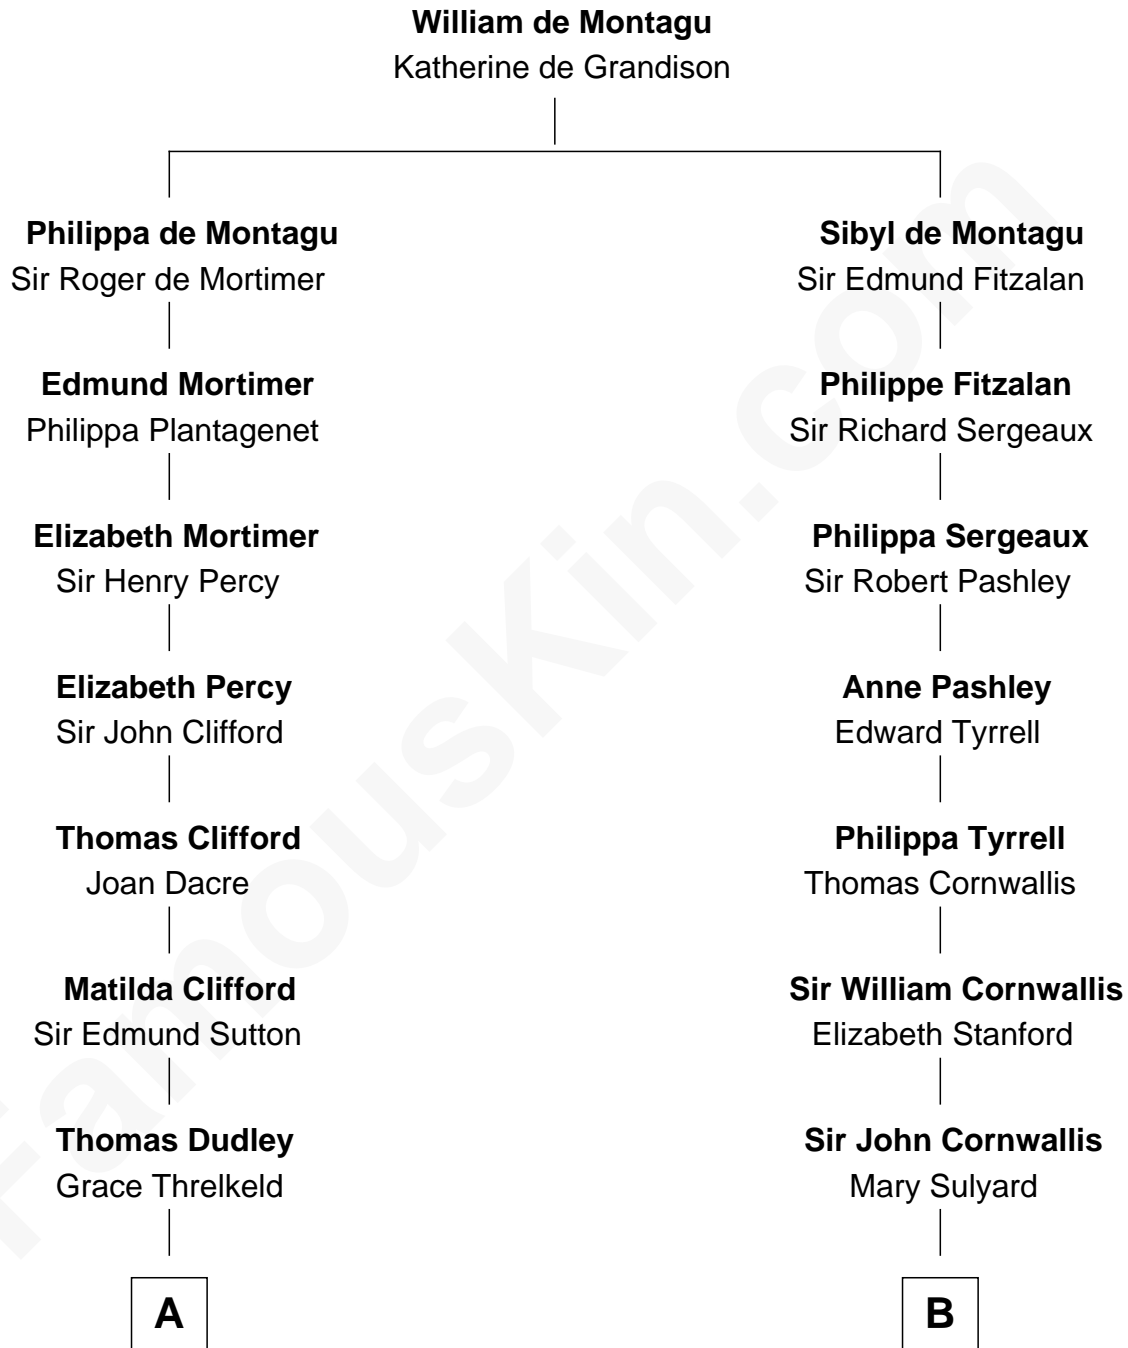 William de Montagu
Katherine de Grandison
Philippa de Montagu
Sir Roger de Mortimer
Sibyl de Montagu
Sir Edmund Fitzalan
Edmund Mortimer
Philippa Plantagenet
Philippe Fitzalan
Sir Richard Sergeaux
Elizabeth Mortimer
Sir Henry Percy
Philippa Sergeaux
Sir Robert Pashley
Elizabeth Percy
Sir John Clifford
Anne Pashley
Edward Tyrrell
Thomas Clifford
Joan Dacre
Philippa Tyrrell
Thomas Cornwallis
Matilda Clifford
Sir Edmund Sutton
Sir William Cornwallis
Elizabeth Stanford
Thomas Dudley
Grace Threlkeld
Sir John Cornwallis
Mary Sulyard
A
B
FamousKin.com